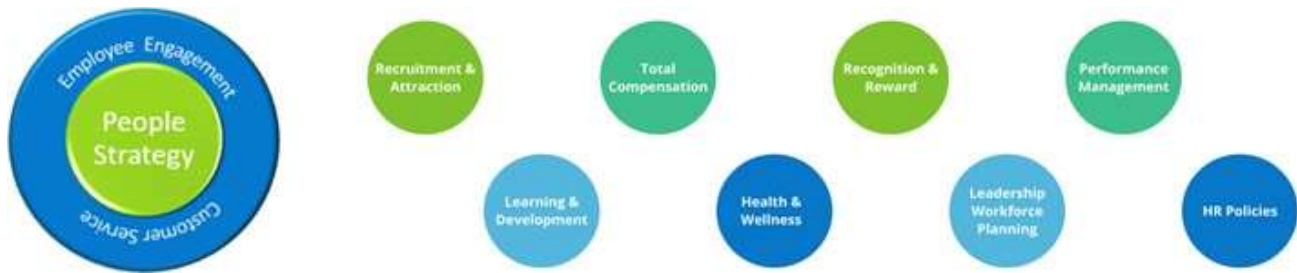 Employee Engagement
People
Strategy
Customer Service
Recruitment &
Attraction
Total
Compensation
Recognition &
Reward
Performance
Management
Learning &
Development
Health &
Wellness
Leadership
Workforce
Planning
HR Policies